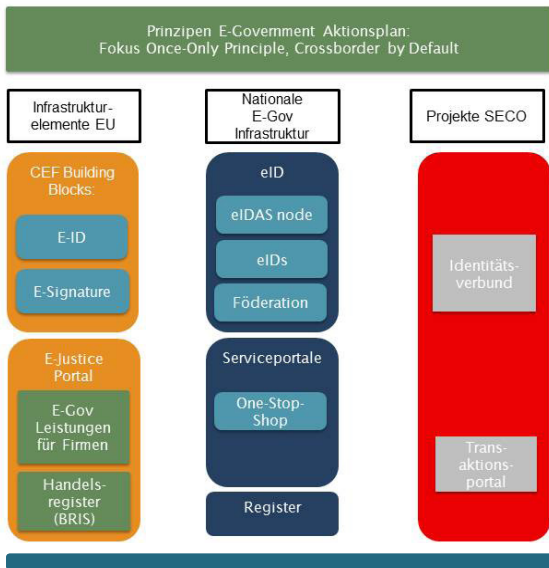 Prinzipen E-Government Aktionsplan:
Fokus Once-Only Principle, Crossborder by Default
Infrastruktur-
elemente EU
Nationale
E-Gov
Infrastruktur
Projekte SECO
CEF Building
Blocks:
E-ID
E-Signature
E-Justice
Portal
E-Gov
Leistungen
für Firmen
Handels-
register
(BRIS)
eID
eIDAS node
eIDs
Föderation
Serviceportale
One-Stop-
Shop
Register
Identitäts-
verbund
Trans-
aktions-
portal